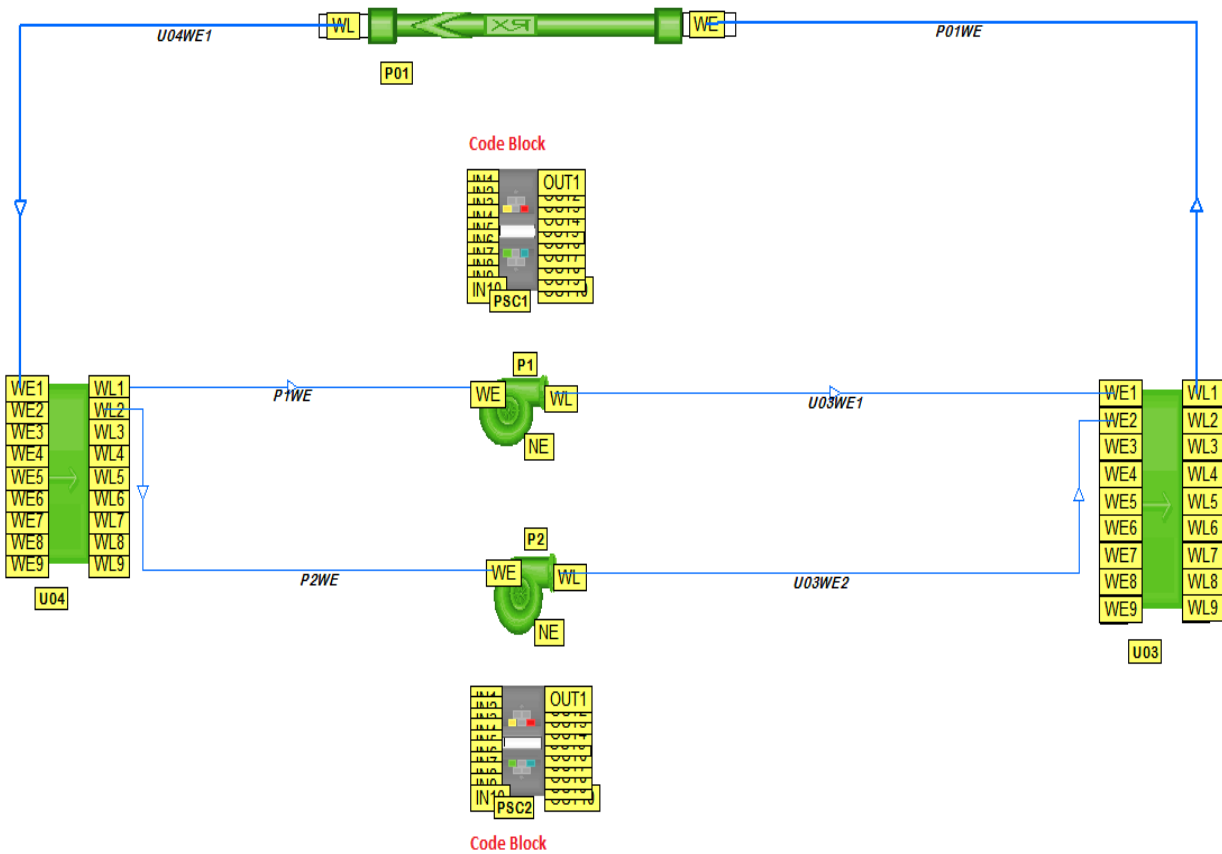 WL
WE
U04WE1
P01WE
P01
Code Block
OUT1
IN10
PSC1
P1
WE1
WL1
P1WE
WE
WL
U03WE1
WE1
WL1
WE2
WL2
WE2
WL2
WE3
WL3
NE
WE3
WL3
WE4
WL4
WE4
WL4
WE5
WL5
WE5
WL5
WE6
WL6
WE6
WL6
WE7
WL7
P2
WE7
WL7
WE8
WL8
WE8
WL8
WE9
WL9
P2WE
WE
WL
U03WE2
WE9
WL9
U04
NE
U03
OUT1
PSC2
Code Block